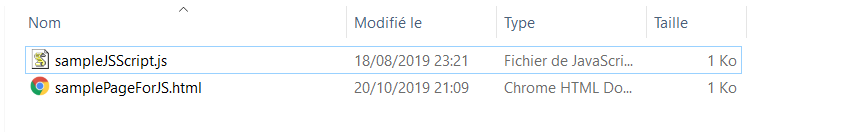 Nom Modifié le Type Taille
sampleJSScript.js 18/08/2019 23:21 Fichier de JavaScri... 1 Ko
samplePageForJS.html 20/10/2019 21:09 Chrome HTML Do... 1 Ko